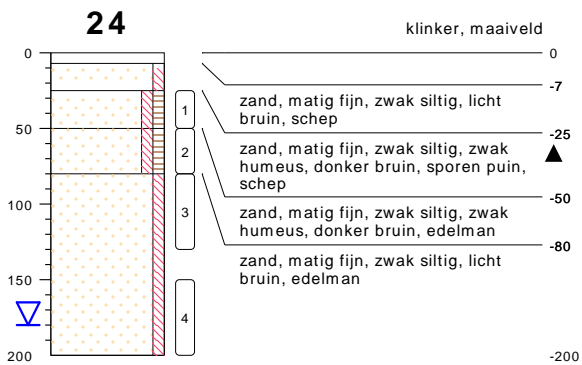 24
klinker, maaiveld
0
0
-7
zand, matig fijn, zwak siltig, licht
bruin, schep
1
-25
zand, matig fijn, zwak siltig, zwak
humeus, donker bruin, sporen puin,
schep
50
2
-50
zand, matig fijn, zwak siltig, zwak
humeus, donker bruin, edelman
100
3
-80
zand, matig fijn, zwak siltig, licht
bruin, edelman
150
4
200
-200